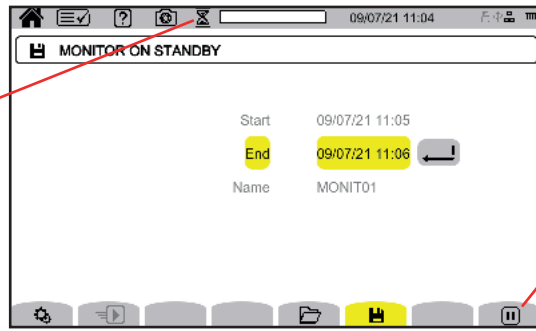 09/07/21 11:04
MONITOR ON STANDBY
Start 09/07/21 11:05
End 09/07/21 11:06
Name MONIT01